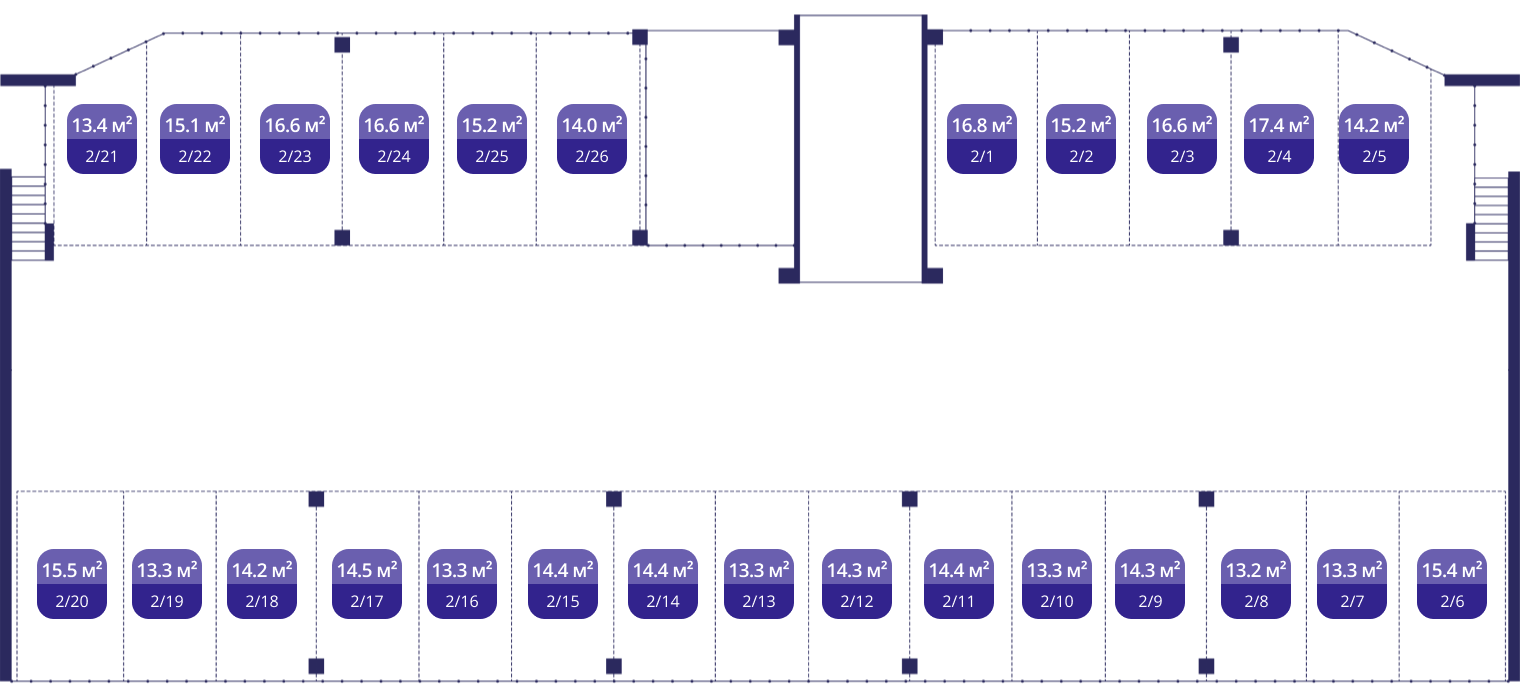 13.4 м²
2/21
15.1 м²
2/22
16.6 м²
2/23
16.6 м²
2/24
15.2 м²
2/25
14.0 м²
2/26
16.8 м²
2/1
15.2 м²
2/2
16.6 м²
2/3
17.4 м²
2/4
14.2 м²
2/5
15.5 м²
2/20
13.3 м²
2/19
14.2 м²
2/18
14.5 м²
2/17
13.3 м²
2/16
14.4 м²
2/15
14.4 м²
2/14
13.3 м²
2/13
14.3 м²
2/12
14.4 м²
2/11
13.3 м²
2/10
14.3 м²
2/9
13.2 м²
2/8
13.3 м²
2/7
15.4 м²
2/6